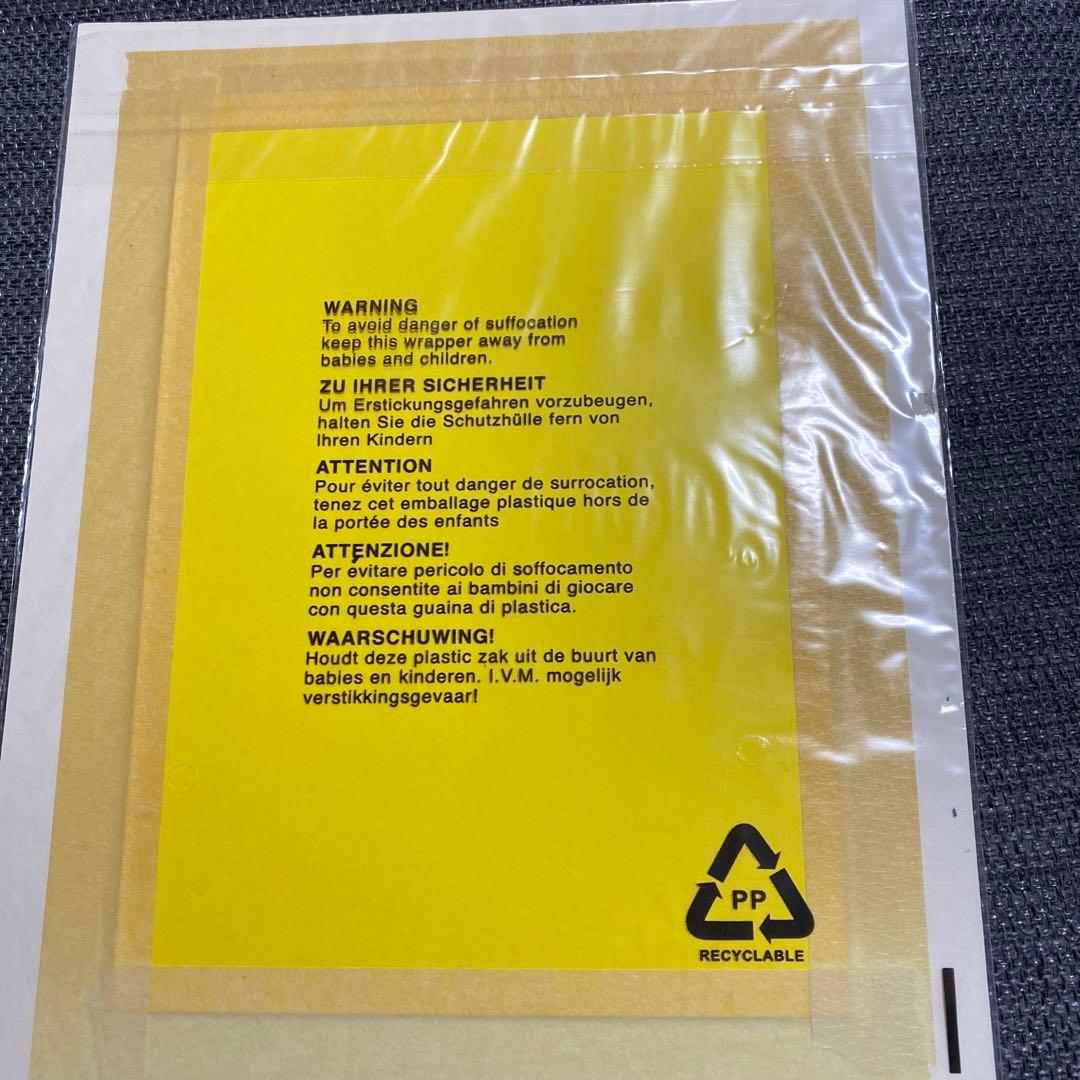 WARNING
To avoid danger of suffocation
keep this wrapper away from
babies and children.
ZU IHRER SICHERHEIT
Um Erstickungsgefahren vorzubeugen,
halten Sie die Schutzhülle fern von
Ihren Kindern
ATTENTION
Pour éviter tout danger de surrocation,
tenez cet emballage plastique hors de
la portée des enfants
ATTENZIONE!
Per évitare pericolo di soffocamento
non consentite ai bambini di giocare
con questa guaina di plastica.
WAARSCHUWING!
Houdt deze plastic zak uit de buurt van
babies en kinderen. I.V.M. mogelijk
verstikkingsgevaar!
PP
RECYCLABLE